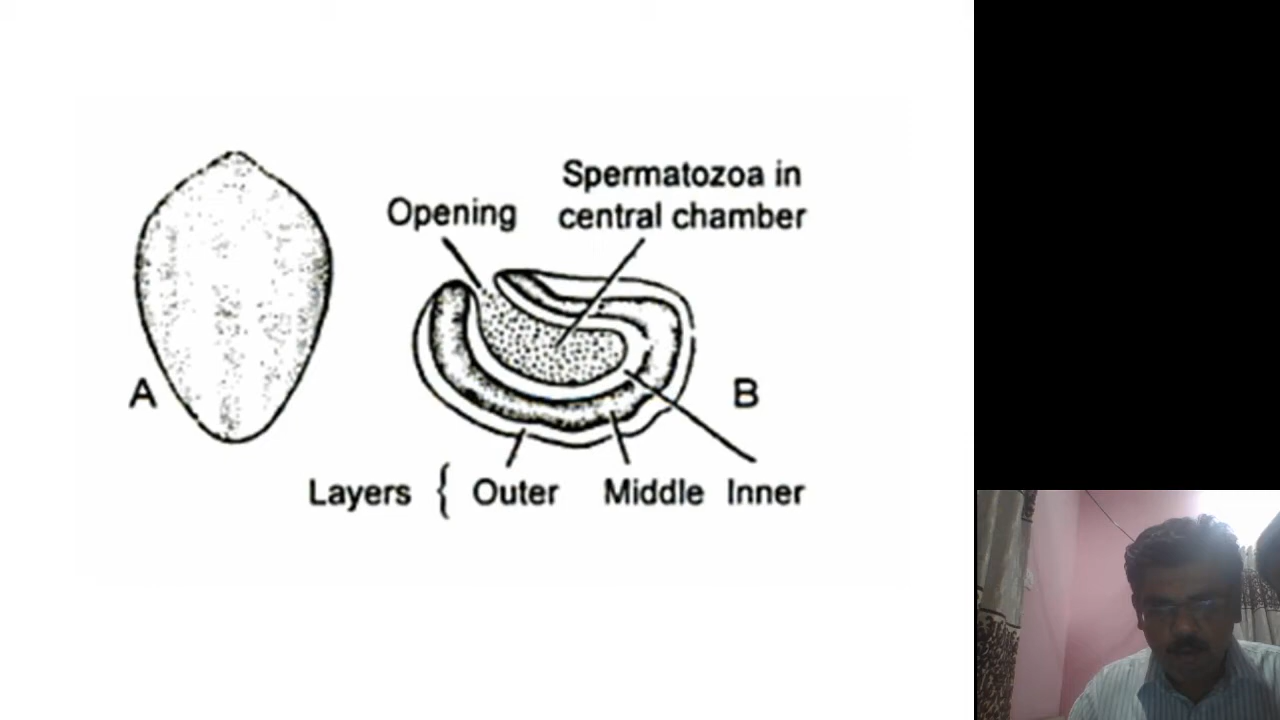 Spermatozoa in
Opening central chamber
A
B
Layers { Outer Middle Inner